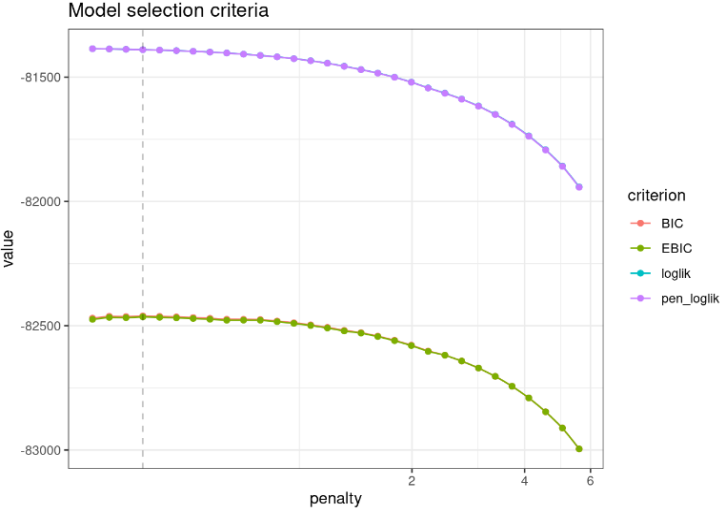 Model selection criteria
value
-81500
-82000
-82500
-83000
2
4
6
penalty
criterion
BIC
EBIC
loglik
pen_loglik